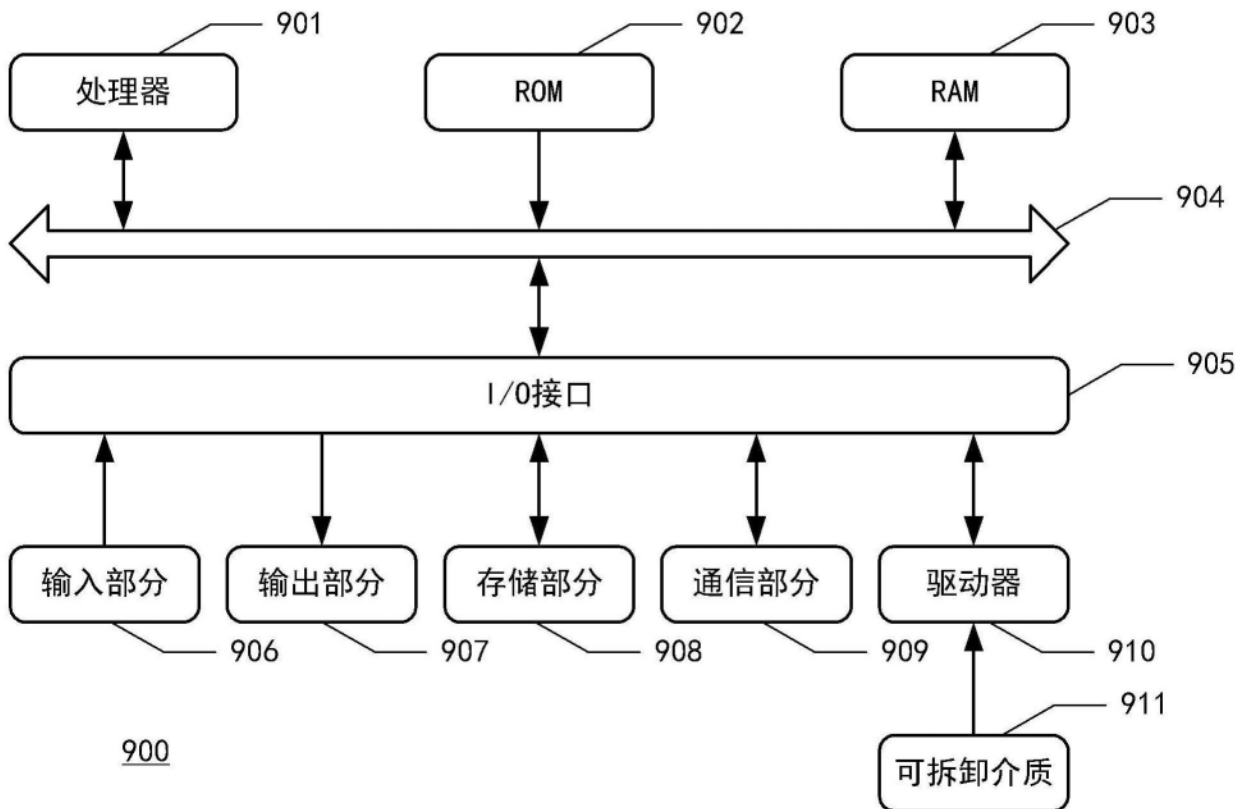 901
902
903
处理器
ROM
RAM
904
905
I/O接口
输入部分
输出部分
存储部分
通信部分
驱动器
906
907
908
909
910
911
900
可拆卸介质